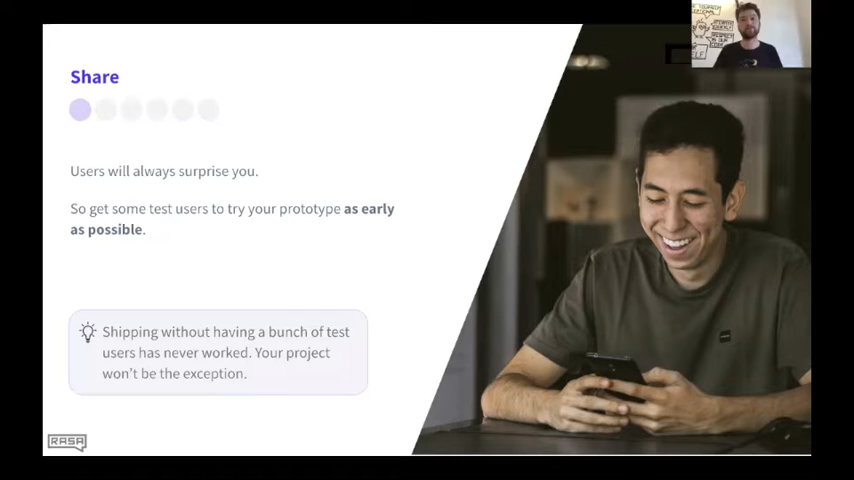 Share
Users will always surprise you.
So get some test users to try your prototype as early
as possible.
Shipping without having a bunch of test
users has never worked. Your project
won't be the exception.
RASA